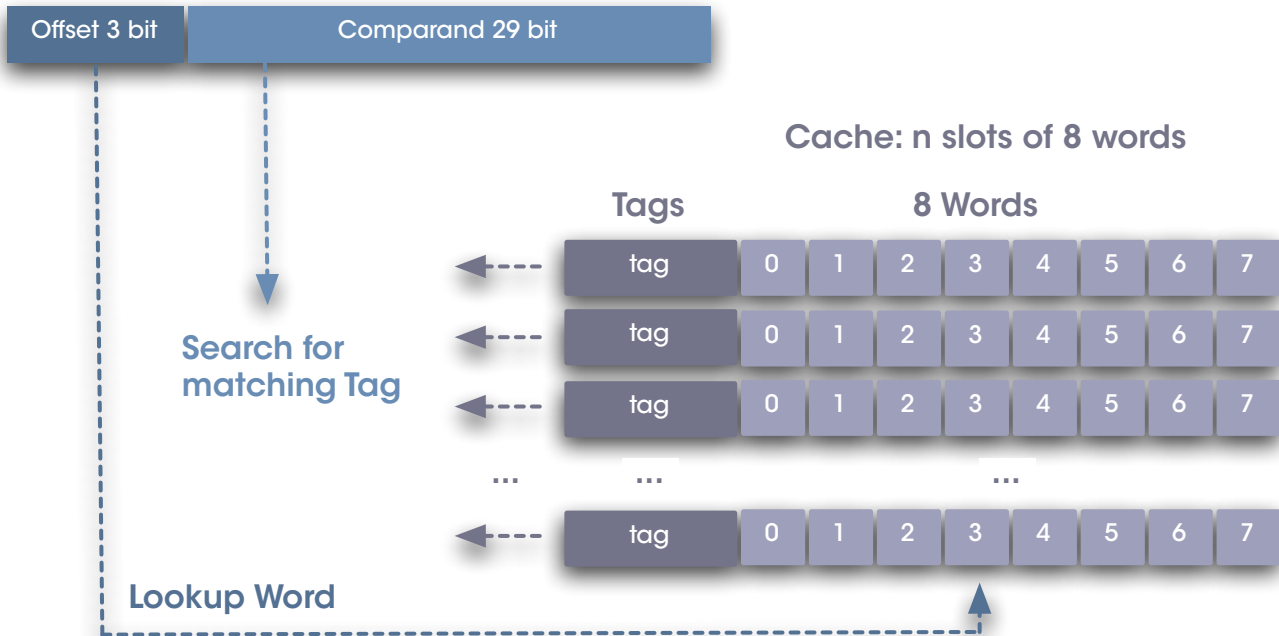 Offset 3 bit Comparand 29 bit
Cache: n slots of 8 words
Tags 8 Words
tag 0 1 2 3 4 5 6 7
tag 0 1 2 3 4 5 6 7
Search for
matching Tag
tag 0 1 2 3 4 5 6 7
... ... ...
tag 0 1 2 3 4 5 6 7
Lookup Word